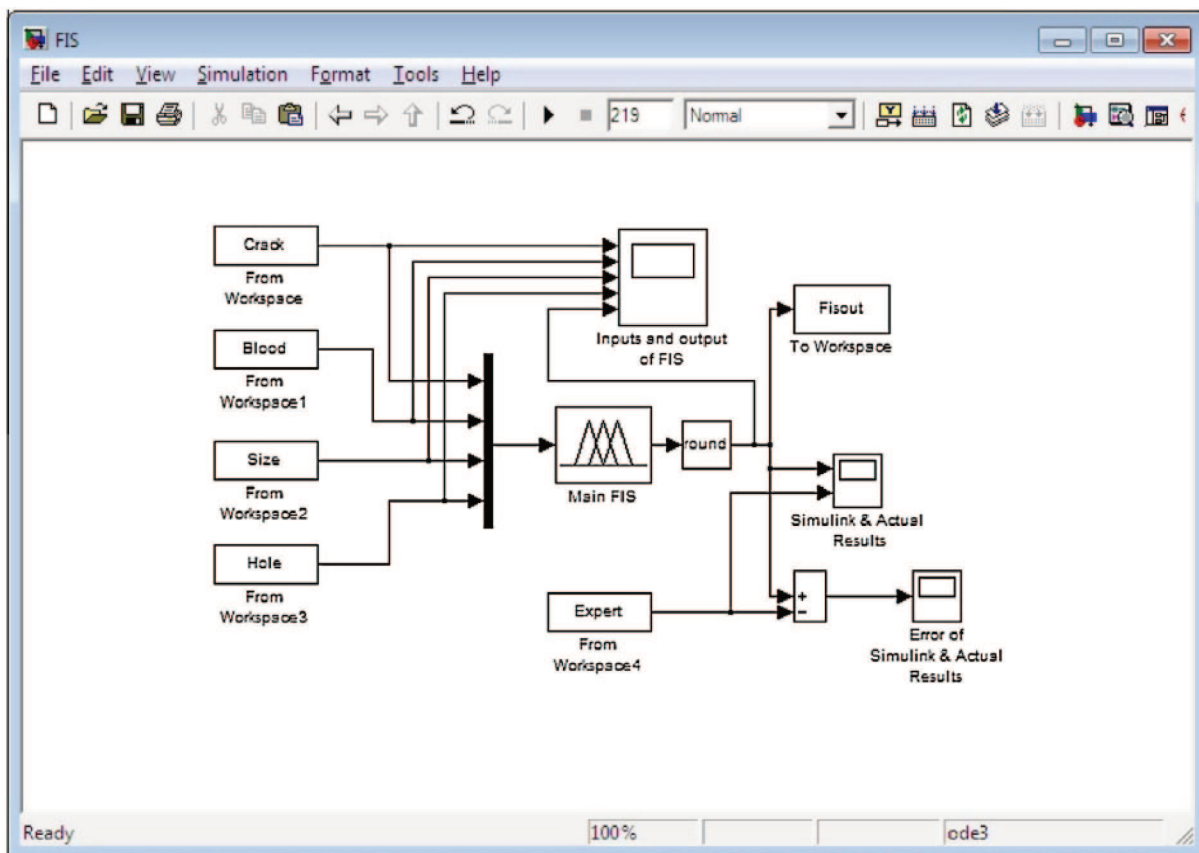 FIS
File Edit View Simulation Format Tools Help
219 Normal
Crack
From
Workspace
Blood
From
Workspace1
Size
From
Workspace2
Hole
From
Workspace3
Inputs and output
of FIS
Fisout
To Workspace
Main FIS
round
Simulink & Actual
Results
Expert
From
Workspace4
+
−
Error of
Simulink & Actual
Results
Ready 100% ode3